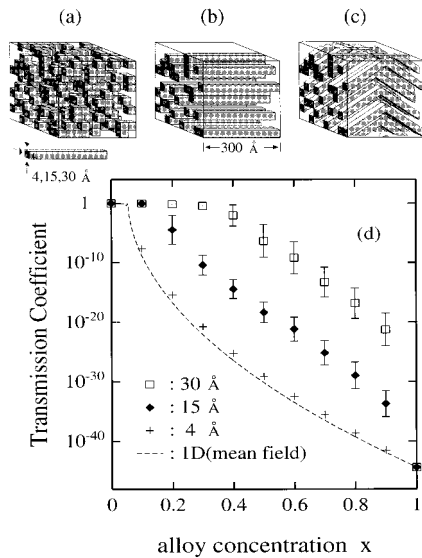 (a) (b) (c)
300 Å
4,15,30 Å
(d)
Transmission Coefficient
1
10^-10
10^-20
10^-30
10^-40
□ : 30 Å
◆ : 15 Å
+ : 4 Å
---- : 1D(mean field)
0 0.2 0.4 0.6 0.8 1
alloy concentration x